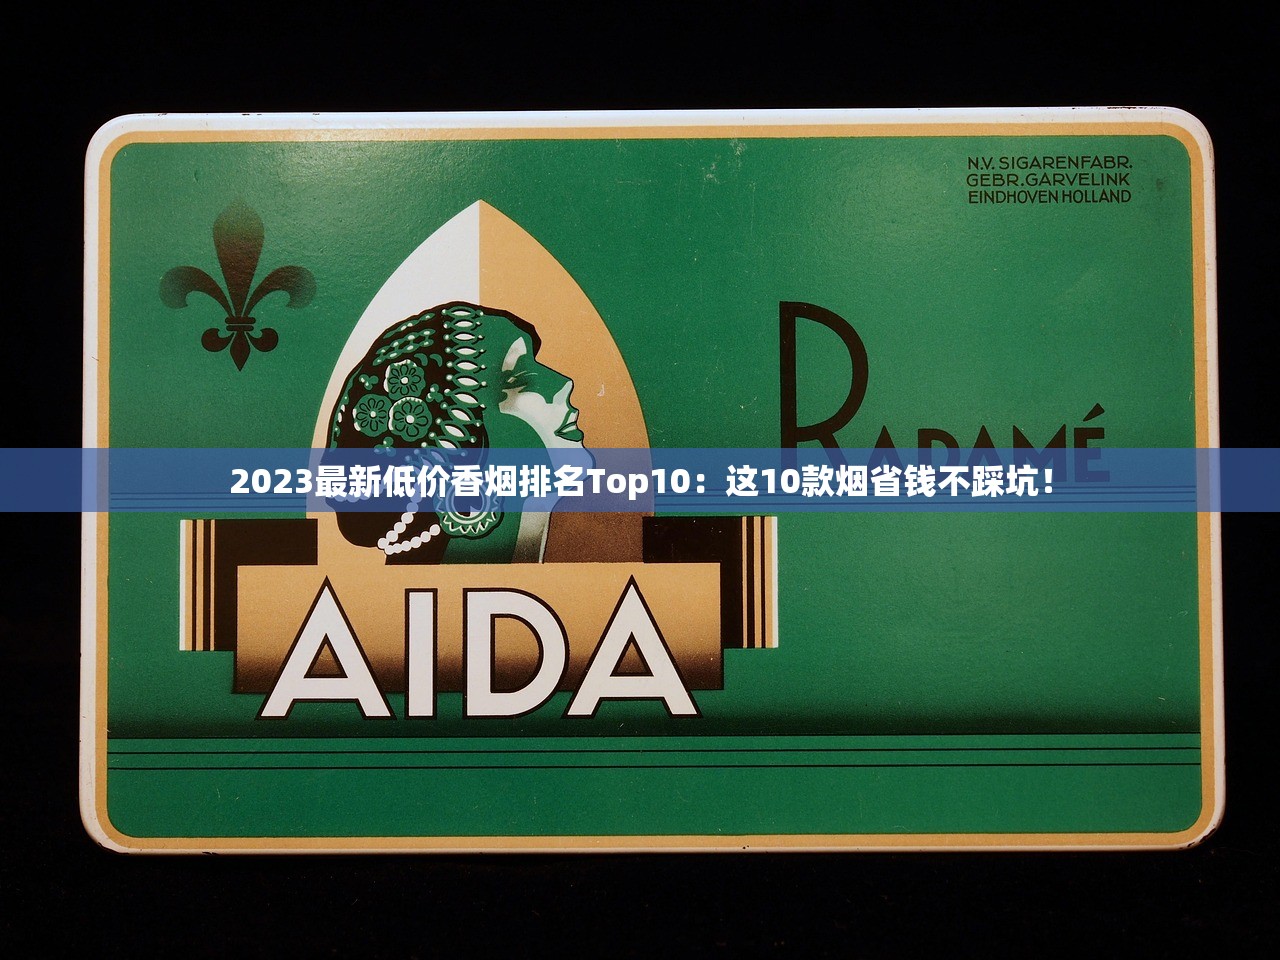 N.V. SIGARENFABR.
GEBR. GARVELINK
EINDHOVEN HOLLAND
RADAMÉ
2023最新低价香烟排名Top10：这10款烟省钱不踩坑！
AIDA